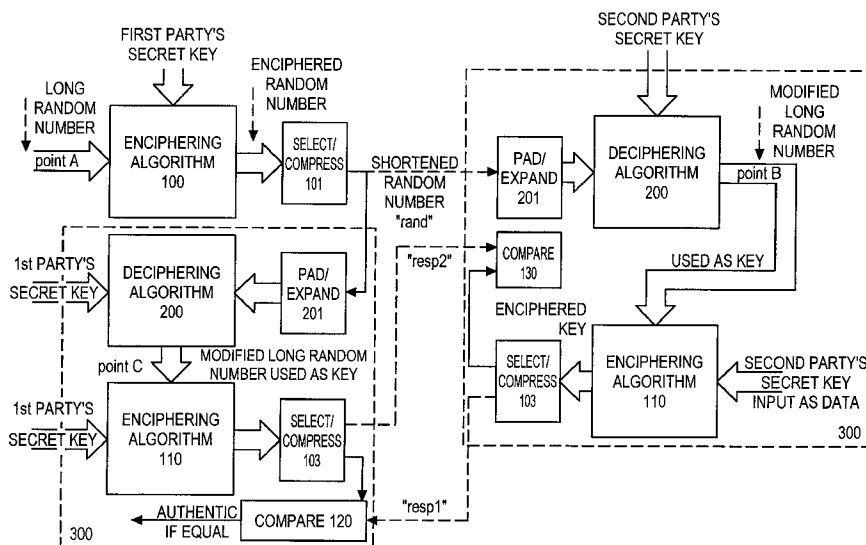 FIRST PARTY'S
SECRET KEY
LONG
RANDOM
NUMBER
point A
ENCIPHERING
ALGORITHM
100
ENCIPHERED
RANDOM
NUMBER
SELECT/
COMPRESS
101
SHORTENED
RANDOM
NUMBER
"rand"
SECOND PARTY'S
SECRET KEY
PAD/
EXPAND
201
DECIPHERING
ALGORITHM
200
MODIFIED
LONG
RANDOM
NUMBER
point B
1st PARTY'S
SECRET KEY
DECIPHERING
ALGORITHM
200
PAD/
EXPAND
201
"resp2"
COMPARE
130
USED AS KEY
point C
MODIFIED LONG RANDOM
NUMBER USED AS KEY
ENCIPHERED
KEY
1st PARTY'S
SECRET KEY
ENCIPHERING
ALGORITHM
110
SELECT/
COMPRESS
103
SELECT/
COMPRESS
103
ENCIPHERING
ALGORITHM
110
SECOND PARTY'S
SECRET KEY
INPUT AS DATA
300
300
AUTHENTIC
IF EQUAL
COMPARE 120
"resp1"